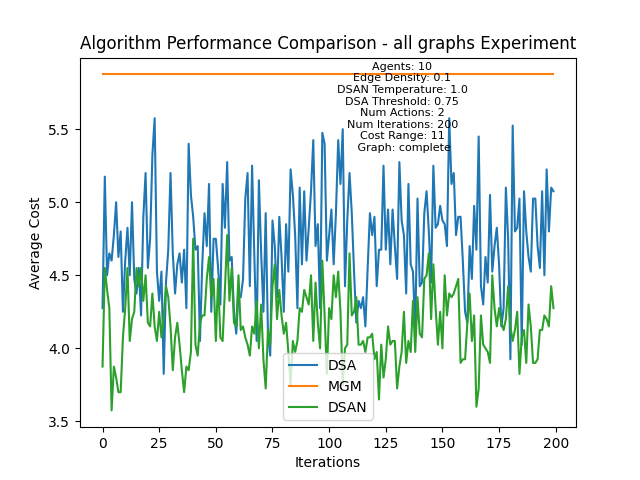 Algorithm Performance Comparison - all graphs Experiment
Agents: 10
Edge Density: 0.1
DSAN Temperature: 1.0
DSA Threshold: 0.75
Num Actions: 2
Num Iterations: 200
Cost Range: 11
Graph: complete
Average Cost
5.5
5.0
4.5
4.0
3.5
DSA
MGM
DSAN
0 25 50 75 100 125 150 175 200
Iterations